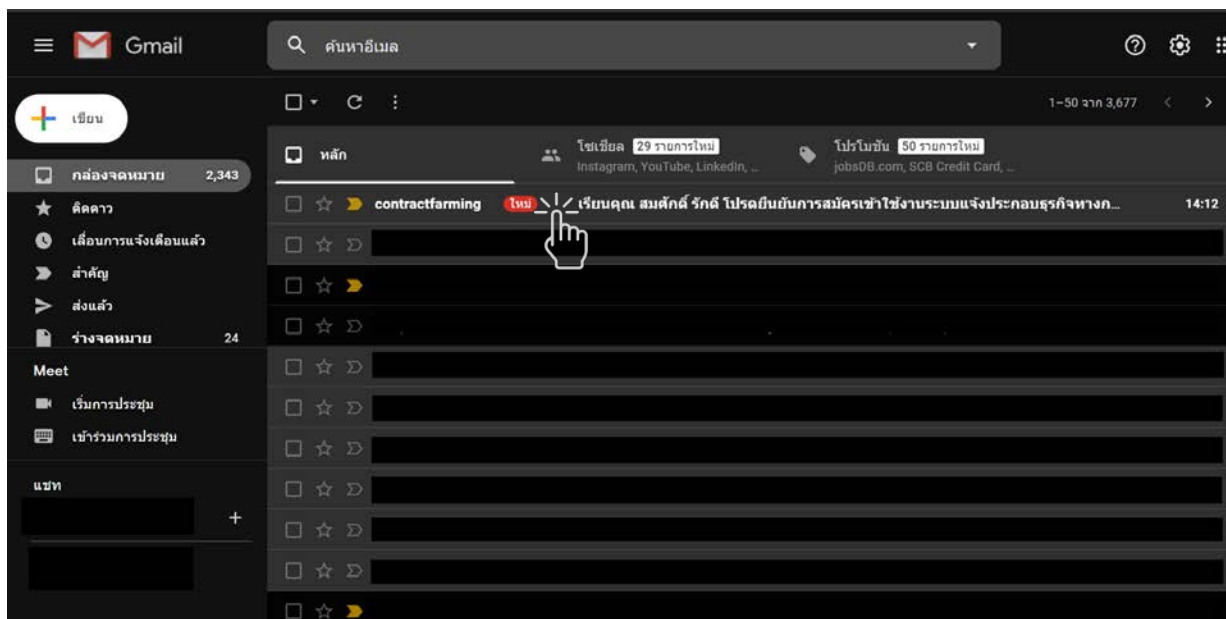 Gmail
ค้นหาอีเมล
เขียน
1–50 จาก 3,677
หลัก
โซเชียล 29 รายการใหม่
Instagram, YouTube, LinkedIn, ...
โปรโมชัน 50 รายการใหม่
jobsDB.com, SCB Credit Card, ...
กล่องจดหมาย 2,343
ติดดาว
เลื่อนการแจ้งเตือนแล้ว
สำคัญ
ส่งแล้ว
ร่างจดหมาย 24
contractfarming ใหม่ เรียนคุณ สมศักดิ์ รักดี โปรดยืนยันการสมัครเข้าใช้งานระบบแจ้งประกอบธุรกิจทางก... 14:12
Meet
เริ่มการประชุม
เข้าร่วมการประชุม
แชท